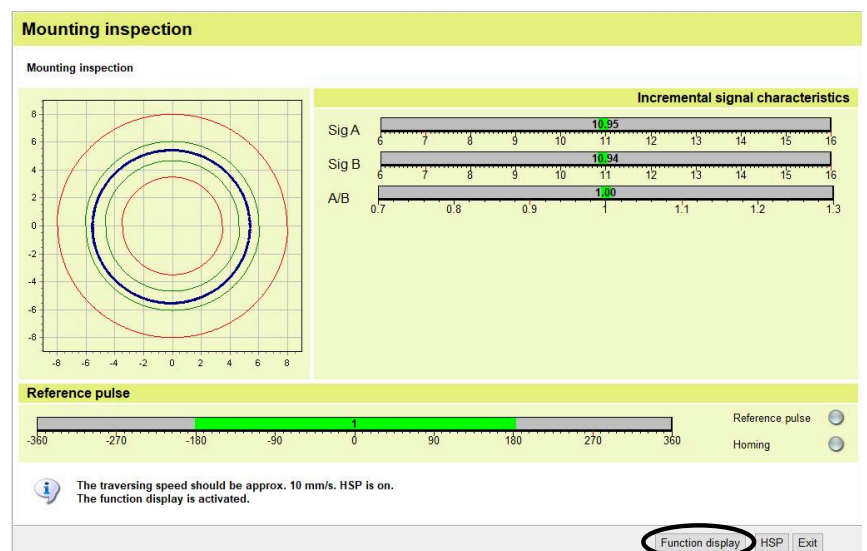 Mounting inspection
Mounting inspection
8
6
4
2
0
-2
-4
-6
-8
-8 -6 -4 -2 0 2 4 6 8
Incremental signal characteristics
Sig A
10.95
6 7 8 9 10 11 12 13 14 15 16
Sig B
10.94
6 7 8 9 10 11 12 13 14 15 16
A/B
1.00
0.7 0.8 0.9 1 1.1 1.2 1.3
Reference pulse
1
-360 -270 -180 -90 0 90 180 270 360
Reference pulse
Homing
The traversing speed should be approx. 10 mm/s. HSP is on.
The function display is activated.
Function display HSP Exit